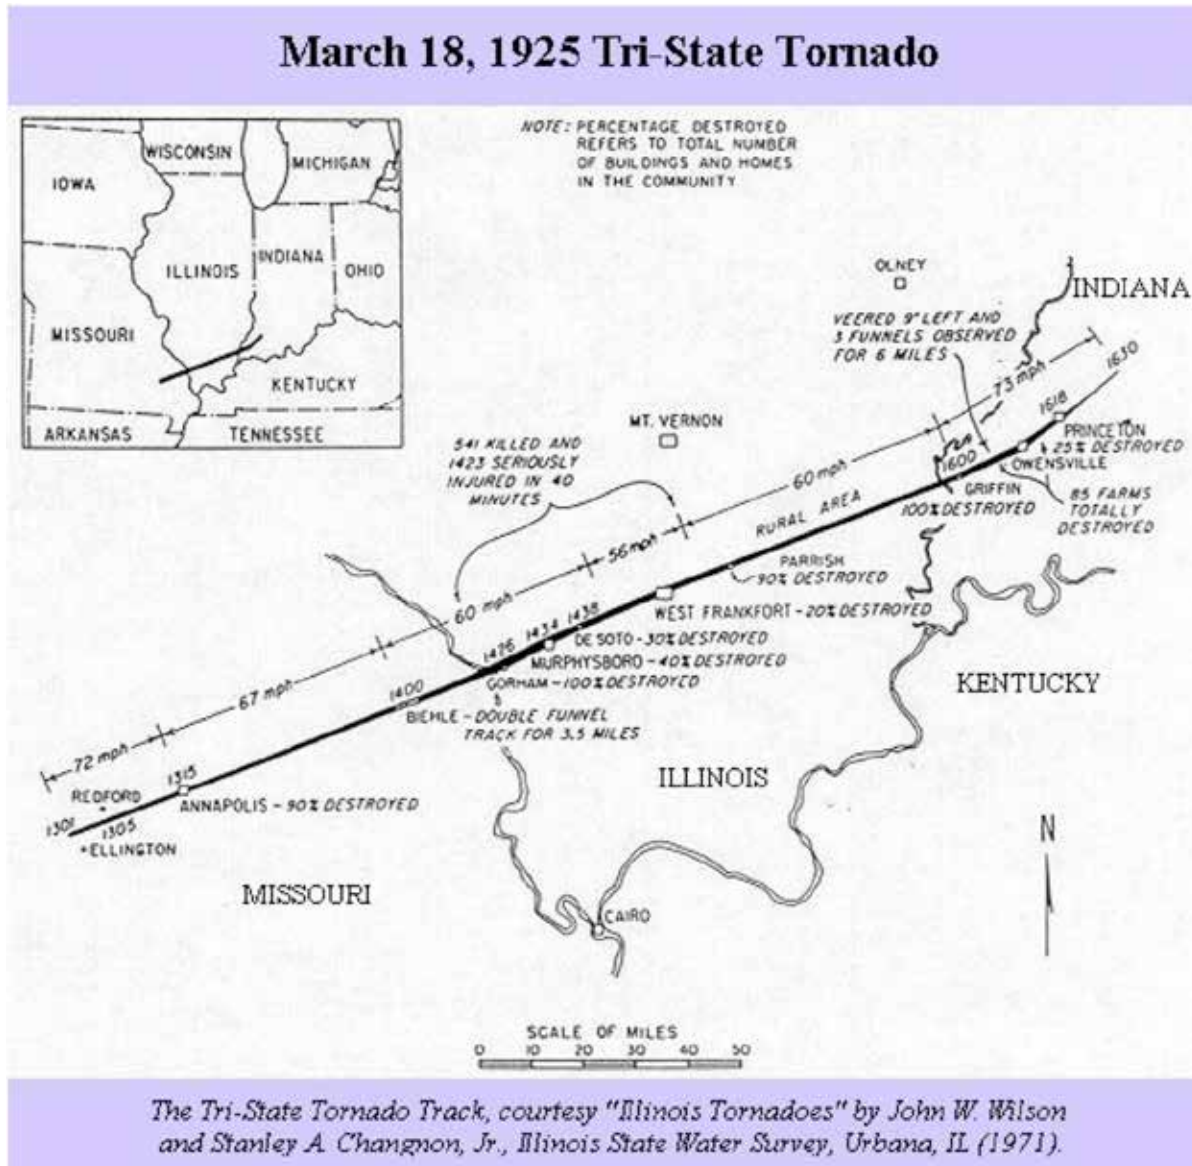 March 18, 1925 Tri-State Tornado
WISCONSIN
MICHIGAN
IOWA
ILLINOIS
INDIANA
OHIO
MISSOURI
KENTUCKY
ARKANSAS
TENNESSEE
NOTE: PERCENTAGE DESTROYED
REFERS TO TOTAL NUMBER
OF BUILDINGS AND HOMES
IN THE COMMUNITY
OLNEY
INDIANA
VEERED 9° LEFT AND
3 FUNNELS OBSERVED
FOR 6 MILES
73 mph
1630
1618
MT. VERNON
PRINCETON
25% DESTROYED
541 KILLED AND
1423 SERIOUSLY
INJURED IN 40
MINUTES
60 mph
1600
OWENSVILLE
GRIFFIN
100% DESTROYED
85 FARMS
TOTALLY
DESTROYED
RURAL AREA
56 mph
PARRISH
90% DESTROYED
60 mph
WEST FRANKFORT - 20% DESTROYED
1438
1434
1426
DE SOTO - 30% DESTROYED
MURPHYSBORO - 40% DESTROYED
GORHAM - 100% DESTROYED
67 mph
1400
BIEHLE - DOUBLE FUNNEL
TRACK FOR 3.5 MILES
KENTUCKY
72 mph
1315
ILLINOIS
REDFORD
ANNAPOLIS - 90% DESTROYED
1301
1305
ELLINGTON
N
MISSOURI
CAIRO
SCALE OF MILES
0 10 20 30 40 50
The Tri-State Tornado Track, courtesy "Illinois Tornadoes" by John W. Wilson
and Stanley A. Changnon, Jr., Illinois State Water Survey, Urbana, IL (1971).